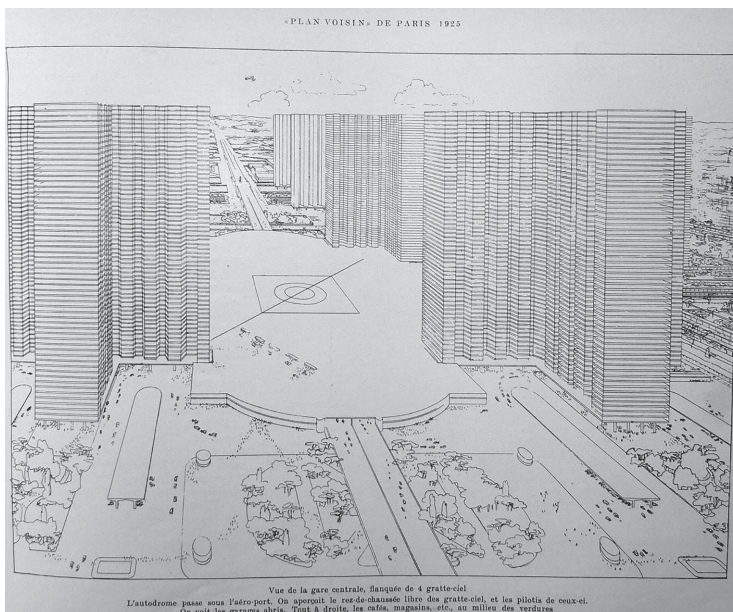 «PLAN VOISIN» DE PARIS 1925
Vue de la gare centrale, flanquée de 4 gratte-ciel
L'autodrome passe sous l'aéro-port. On aperçoit le rez-de-chaussée libre des gratte-ciel, et les pilotis de ceux-ci.
On voit les garages abris. Tout à droite, les cafés, magasins, etc., au milieu des verdures